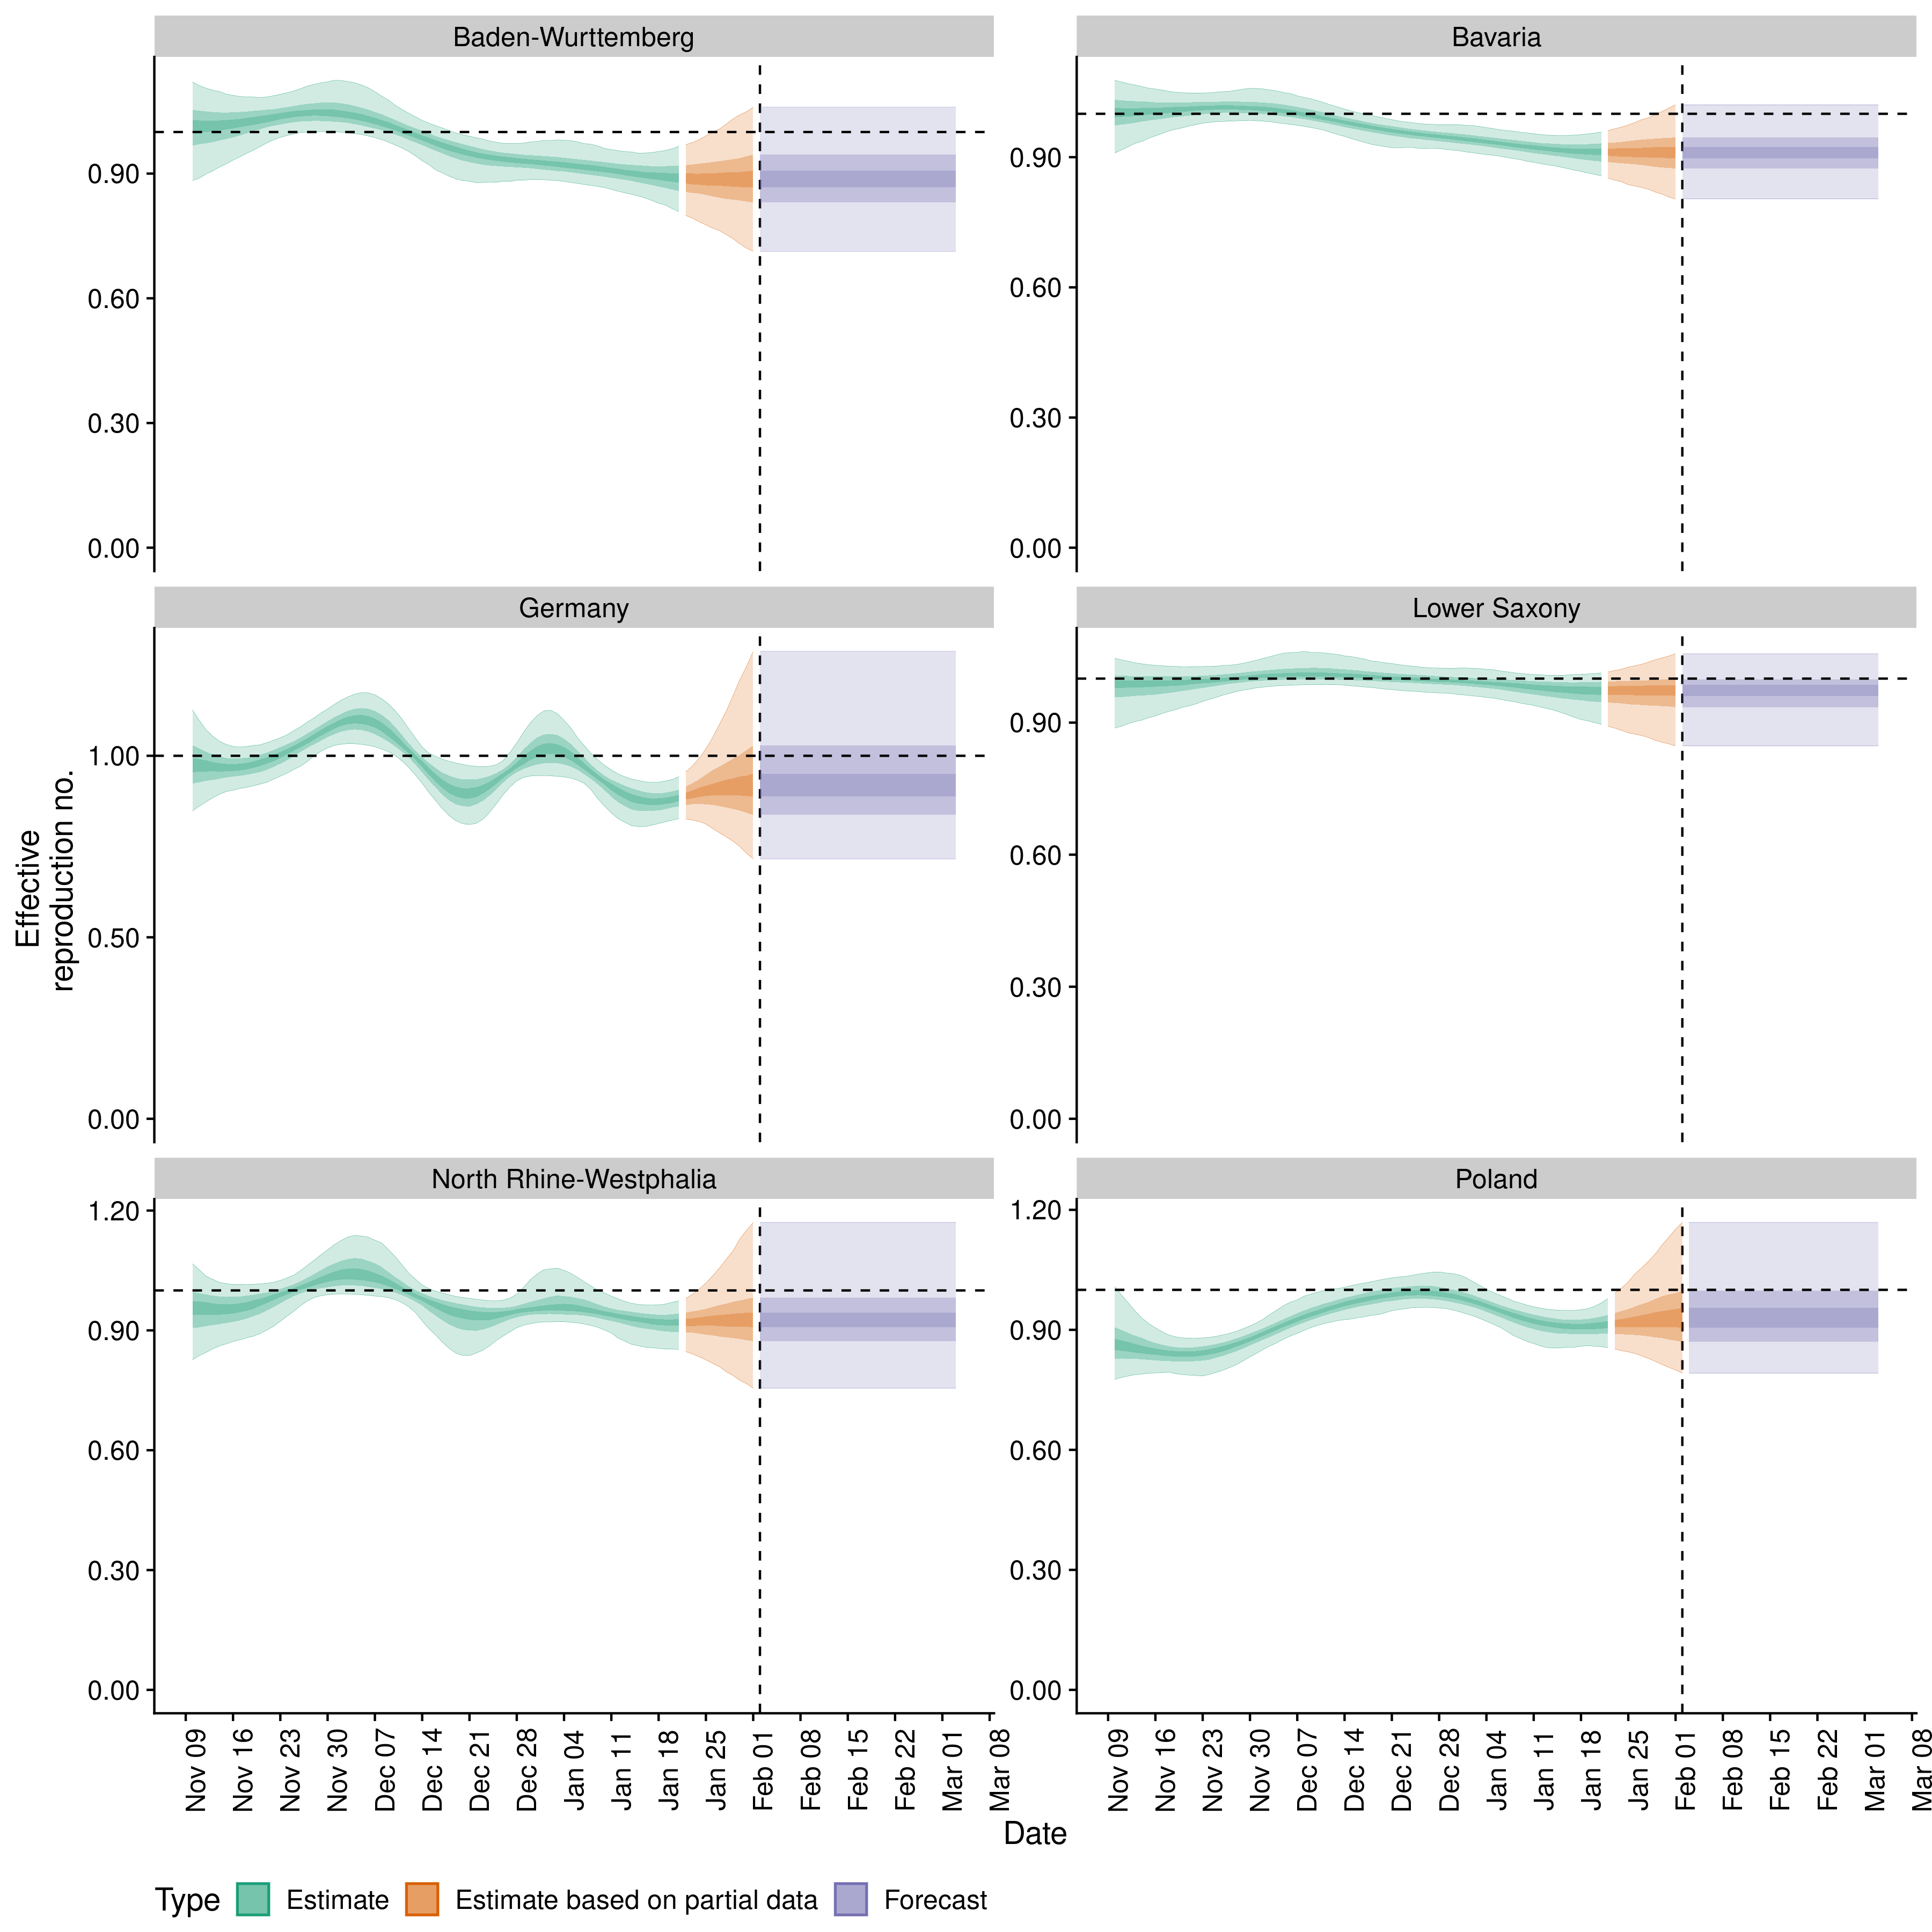 Baden-Wurttemberg
Bavaria
0.90
0.60
0.30
0.00
0.90
0.60
0.30
0.00
Germany
Lower Saxony
1.00
0.50
0.00
0.90
0.60
0.30
0.00
Effective
reproduction no.
North Rhine-Westphalia
Poland
1.20
0.90
0.60
0.30
0.00
1.20
0.90
0.60
0.30
0.00
Nov 09
Nov 16
Nov 23
Nov 30
Dec 07
Dec 14
Dec 21
Dec 28
Jan 04
Jan 11
Jan 18
Jan 25
Feb 01
Feb 08
Feb 15
Feb 22
Mar 01
Mar 08
Nov 09
Nov 16
Nov 23
Nov 30
Dec 07
Dec 14
Dec 21
Dec 28
Jan 04
Jan 11
Jan 18
Jan 25
Feb 01
Feb 08
Feb 15
Feb 22
Mar 01
Mar 08
Date
Type Estimate Estimate based on partial data Forecast